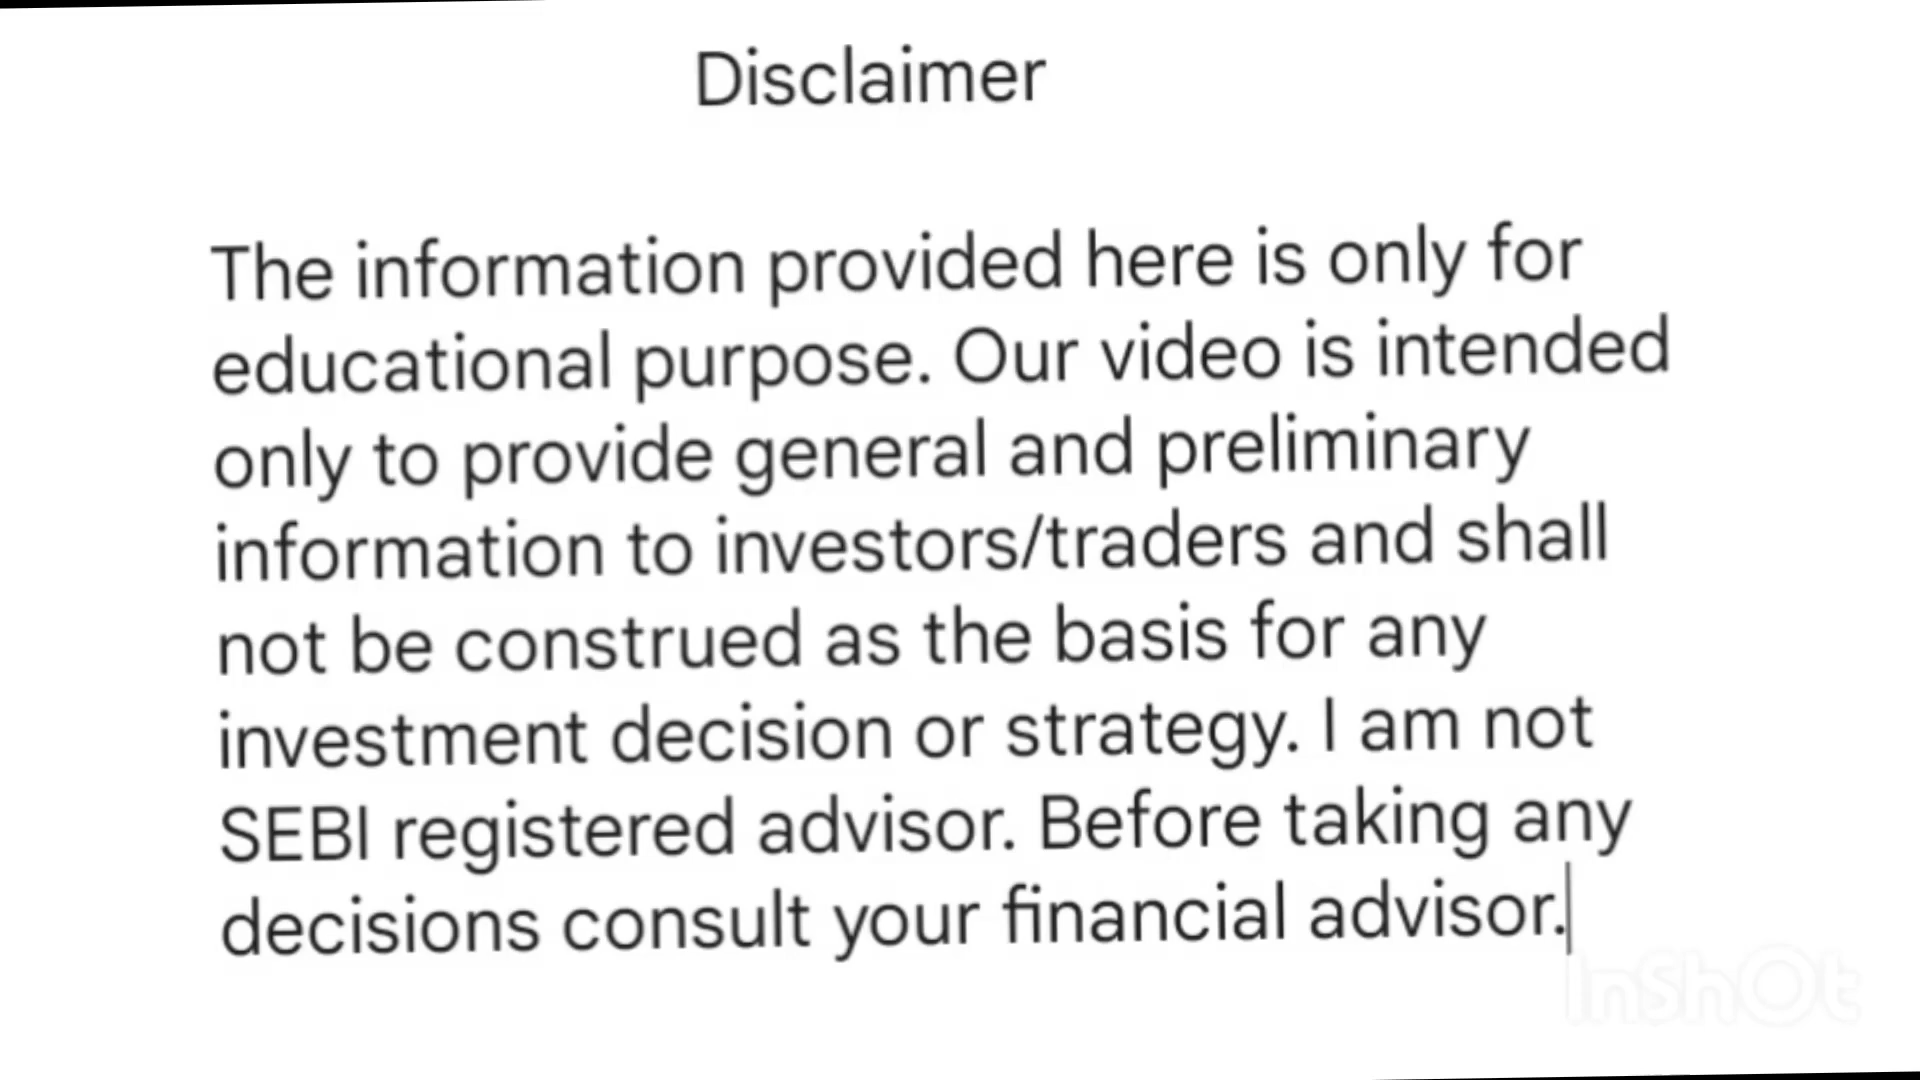 Disclaimer
The information provided here is only for
educational purpose. Our video is intended
only to provide general and preliminary
information to investors/traders and shall
not be construed as the basis for any
investment decision or strategy. I am not
SEBI registered advisor. Before taking any
decisions consult your financial advisor.
InShOt